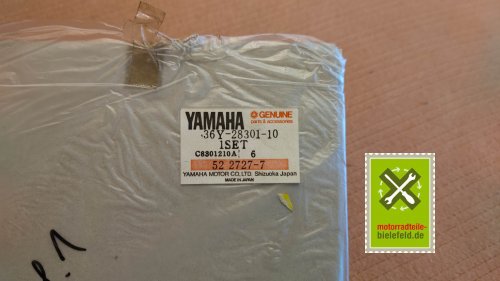 YAMAHA GENUINE
parts & accessories
36Y-28301-10
1SET
C8301210A 6
52 2727-7
YAMAHA MOTOR CO.,LTD. Shizuoka Japan
MADE IN JAPAN
motorradteile-
bielefeld.de